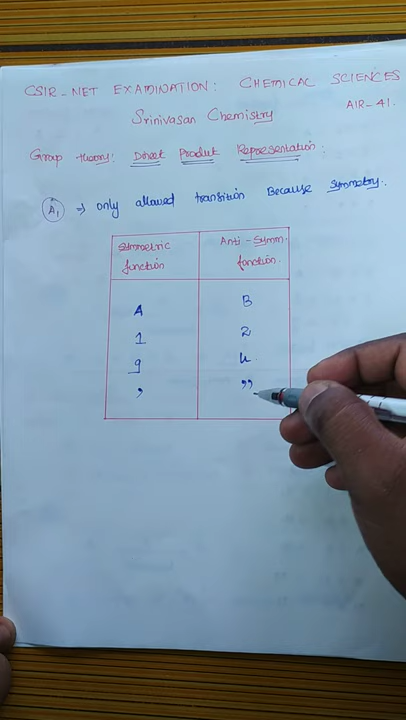 CSIR-NET EXAMINATION: CHEMICAL SCIENCES
Srinivasan Chemistry
AIR-41.
Group theory: Direct Product Representation:
A1 → only allowed transition Because symmetry.
Symmetric function
Anti-Symm. function.
A B
1 2
g u.
' "